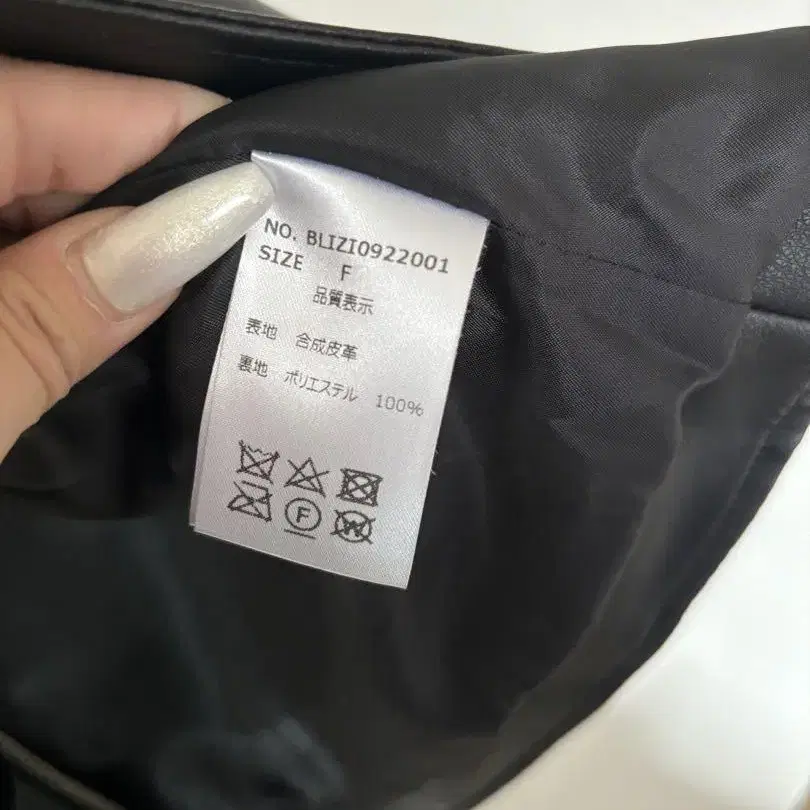 NO. BLIZI0922001
SIZE F
品質表示
表地 合成皮革
裏地 ポリエステル 100%
F W